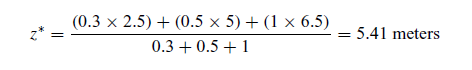 z* = (0.3 × 2.5) + (0.5 × 5) + (1 × 6.5) / 0.3 + 0.5 + 1 = 5.41 meters